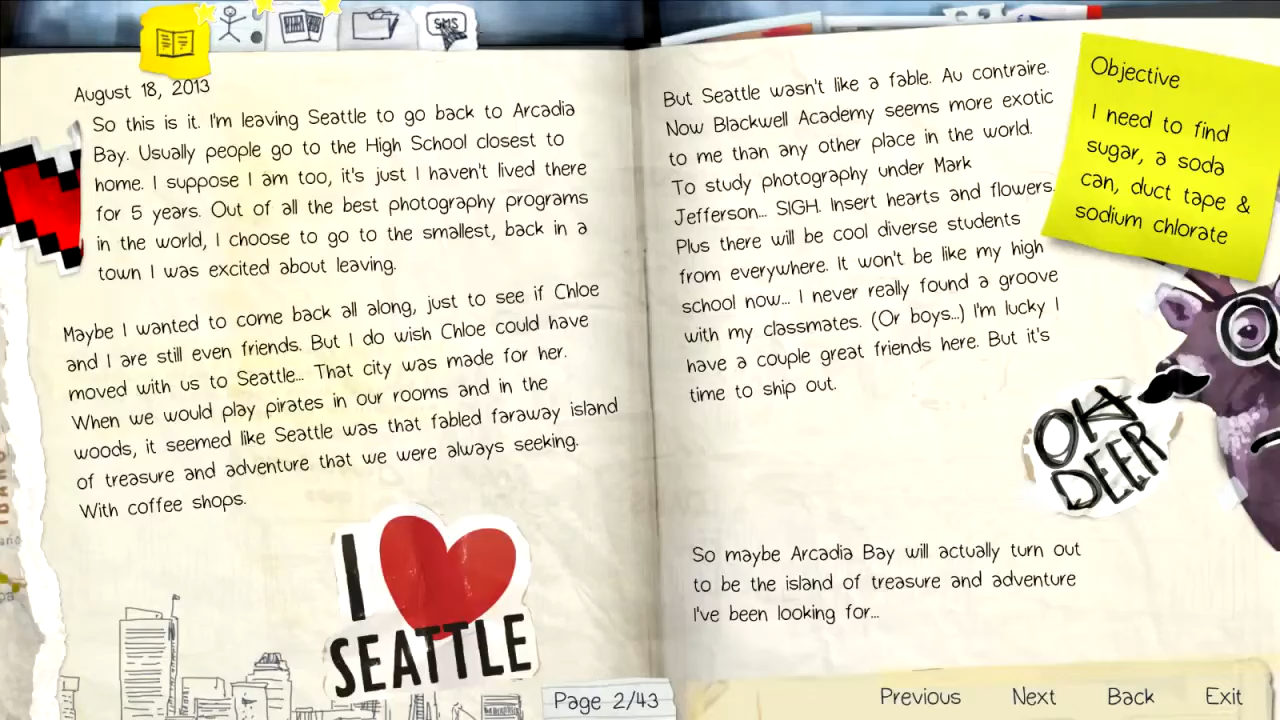 SMS
August 18, 2013
So this is it. I'm leaving Seattle to go back to Arcadia
Bay. Usually people go to the High School closest to
home. I suppose I am too, it's just I haven't lived there
for 5 years. Out of all the best photography programs
in the world, I choose to go to the smallest, back in a
town I was excited about leaving.
Maybe I wanted to come back all along, just to see if Chloe
and I are still even friends. But I do wish Chloe could have
moved with us to Seattle... That city was made for her.
When we would play pirates in our rooms and in the
woods, it seemed like Seattle was that fabled faraway island
of treasure and adventure that we were always seeking.
With coffee shops.
I
SEATTLE
But Seattle wasn't like a fable. Au contraire.
Now Blackwell Academy seems more exotic
to me than any other place in the world.
To study photography under Mark
Jefferson... SIGH. Insert hearts and flowers.
Plus there will be cool diverse students
from everywhere. It won't be like my high
school now... I never really found a groove
with my classmates. (Or boys...) I'm lucky I
have a couple great friends here. But it's
time to ship out.
So maybe Arcadia Bay will actually turn out
to be the island of treasure and adventure
I've been looking for...
Objective
I need to find
sugar, a soda
can, duct tape &
sodium chlorate
OH
DEER
Page 2/43
Previous
Next
Back
Exit